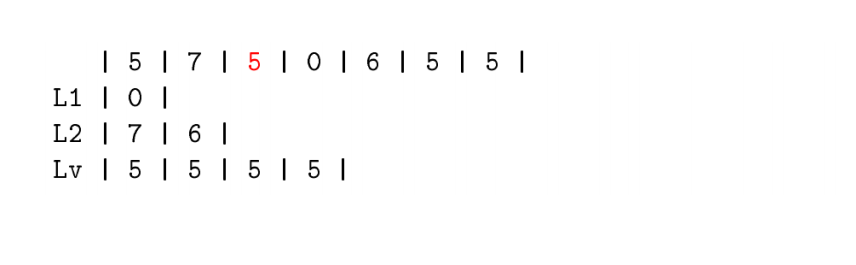 | 5 | 7 | 5 | 0 | 6 | 5 | 5 |
L1 | 0 |
L2 | 7 | 6 |
Lv | 5 | 5 | 5 | 5 |